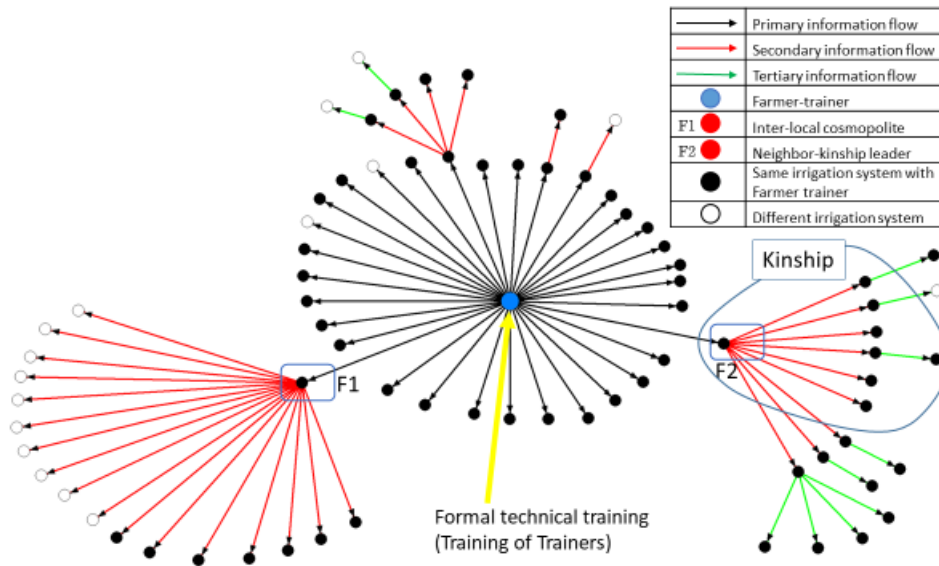 Primary information flow
Secondary information flow
Tertiary information flow
Farmer-trainer
F1 Inter-local cosmopolite
F2 Neighbor-kinship leader
Same irrigation system with
Farmer trainer
Different irrigation system
Kinship
F1
F2
Formal technical training
(Training of Trainers)